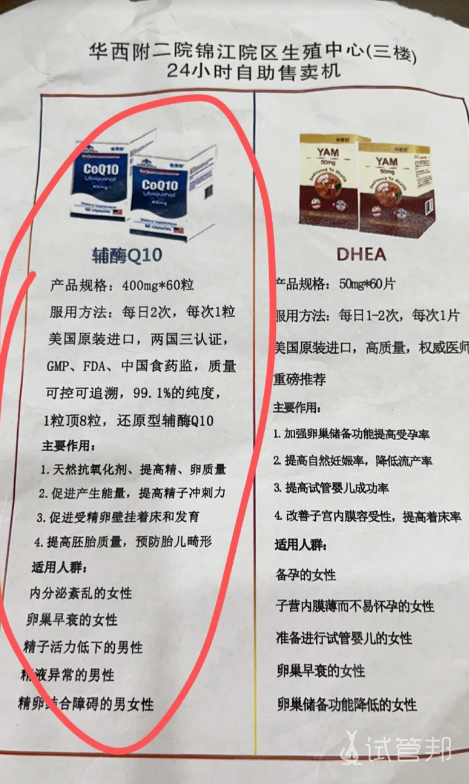 华西附二院锦江院区生殖中心(三楼)
24小时自助售卖机
CoQ10
Ubiquinol
CoQ10
Ubiquinol
辅酶Q10
产品规格：400mg*60粒
服用方法：每日2次，每次1粒
美国原装进口，两国三认证，
GMP、FDA、中国食药监，质量
可控可追溯，99.1%的纯度，
1粒顶8粒，还原型辅酶Q10
主要作用：
1.天然抗氧化剂、提高精、卵质量
2.促进产生能量，提高精子冲刺力
3.促进受精卵壁挂着床和发育
4.提高胚胎质量，预防胎儿畸形
适用人群：
内分泌紊乱的女性
卵巢早衰的女性
精子活力低下的男性
精液异常的男性
精卵结合障碍的男女性
YAM
50mg
YAM
50mg
DHEA
产品规格：50mg*60片
服用方法：每日1-2次，每次1片
美国原装进口，高质量，权威医师
重磅推荐
主要作用：
1.加强卵巢储备功能提高受孕率
2.提高自然妊娠率，降低流产率
3.提高试管婴儿成功率
4.改善子宫内膜容受性，提高着床率
适用人群：
备孕的女性
子营内膜薄而不易怀孕的女性
准备进行试管婴儿的女性
卵巢早衰的女性
卵巢储备功能降低的女性
试管邦